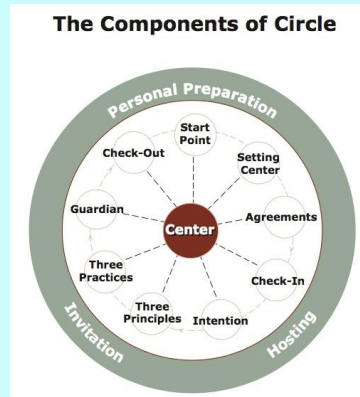 The Components of Circle
Personal Preparation
Start
Point
Setting
Center
Agreements
Check-In
Intention
Three
Principles
Three
Practices
Guardian
Check-Out
Center
Hosting
Invitation